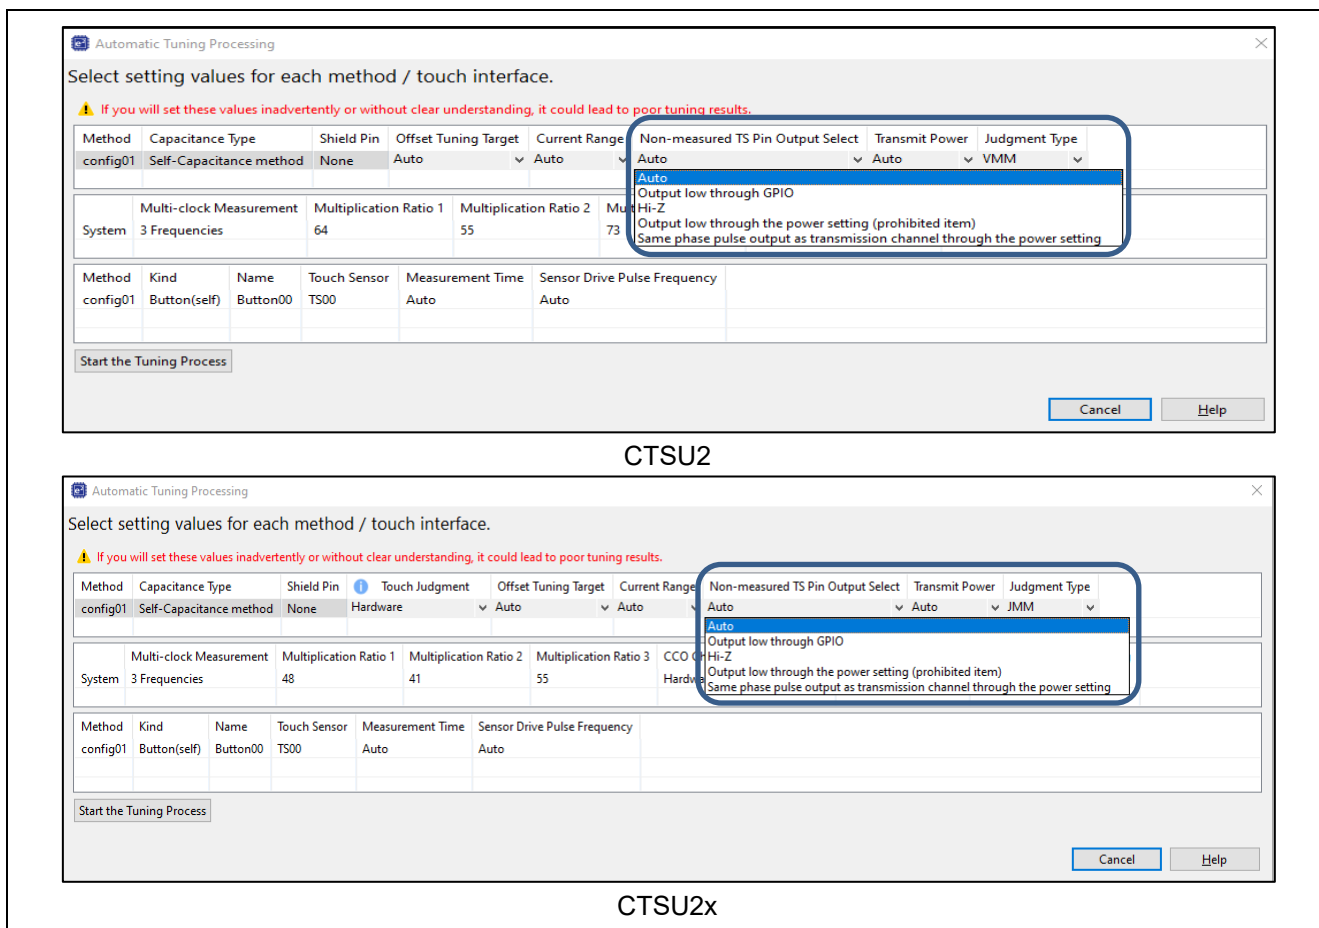 Automatic Tuning Processing
Select setting values for each method / touch interface.
If you will set these values inadvertently or without clear understanding, it could lead to poor tuning results.
Method Capacitance Type Shield Pin Offset Tuning Target Current Range Non-measured TS Pin Output Select Transmit Power Judgment Type
config01 Self-Capacitance method None Auto Auto Auto Auto VMM
Auto
Output low through GPIO
Hi-Z
Output low through the power setting (prohibited item)
Same phase pulse output as transmission channel through the power setting
Multi-clock Measurement Multiplication Ratio 1 Multiplication Ratio 2
System 3 Frequencies 64 55 73
Method Kind Name Touch Sensor Measurement Time Sensor Drive Pulse Frequency
config01 Button(self) Button00 TS00 Auto Auto
Start the Tuning Process
Cancel Help
CTSU2
Automatic Tuning Processing
Select setting values for each method / touch interface.
If you will set these values inadvertently or without clear understanding, it could lead to poor tuning results.
Method Capacitance Type Shield Pin Touch Judgment Offset Tuning Target Current Range Non-measured TS Pin Output Select Transmit Power Judgment Type
config01 Self-Capacitance method None Hardware Auto Auto Auto Auto JMM
Auto
Output low through GPIO
Hi-Z
Output low through the power setting (prohibited item)
Same phase pulse output as transmission channel through the power setting
Multi-clock Measurement Multiplication Ratio 1 Multiplication Ratio 2 Multiplication Ratio 3 CCO
System 3 Frequencies 48 41 55
Method Kind Name Touch Sensor Measurement Time Sensor Drive Pulse Frequency
config01 Button(self) Button00 TS00 Auto Auto
Start the Tuning Process
Cancel Help
CTSU2x